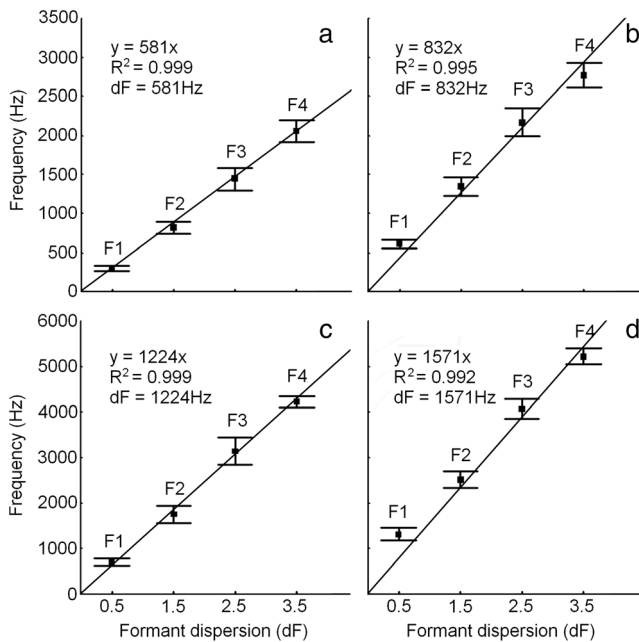 3500
3000
2500
2000
1500
1000
500
0
Frequency (Hz)
a
y = 581x
R² = 0.999
dF = 581Hz
F1
F2
F3
F4
b
y = 832x
R² = 0.995
dF = 832Hz
F1
F2
F3
F4
6000
5000
4000
3000
2000
1000
0
Frequency (Hz)
c
y = 1224x
R² = 0.999
dF = 1224Hz
F1
F2
F3
F4
0.5 1.5 2.5 3.5
Formant dispersion (dF)
d
y = 1571x
R² = 0.992
dF = 1571Hz
F1
F2
F3
F4
0.5 1.5 2.5 3.5
Formant dispersion (dF)